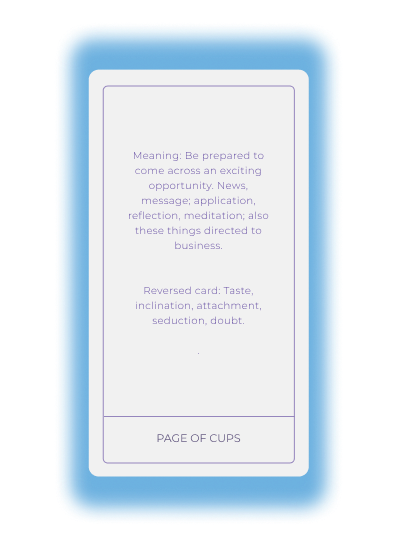 Meaning: Be prepared to
come across an exciting
opportunity. News,
message; application,
reflection, meditation; also
these things directed to
business.
Reversed card: Taste,
inclination, attachment,
seduction, doubt.
.
PAGE OF CUPS